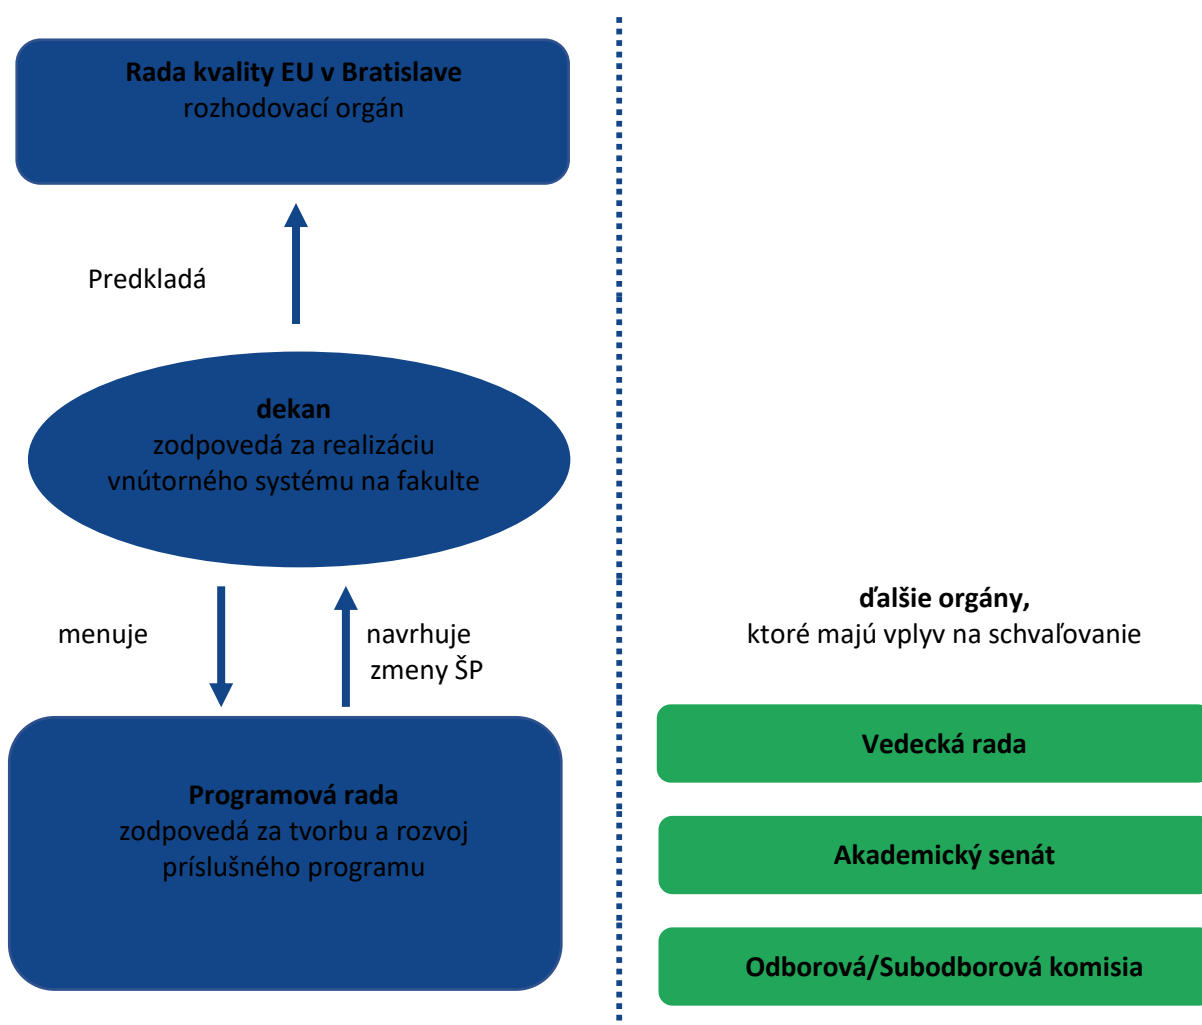 Rada kvality EU v Bratislave
rozhodovací orgán
Predkladá
dekan
zodpovedá za realizáciu
vnútorného systému na fakulte
menuje
navrhuje
zmeny ŠP
Programová rada
zodpovedá za tvorbu a rozvoj
príslušného programu
ďalšie orgány,
ktoré majú vplyv na schvaľovanie
Vedecká rada
Akademický senát
Odborová/Subodborová komisia